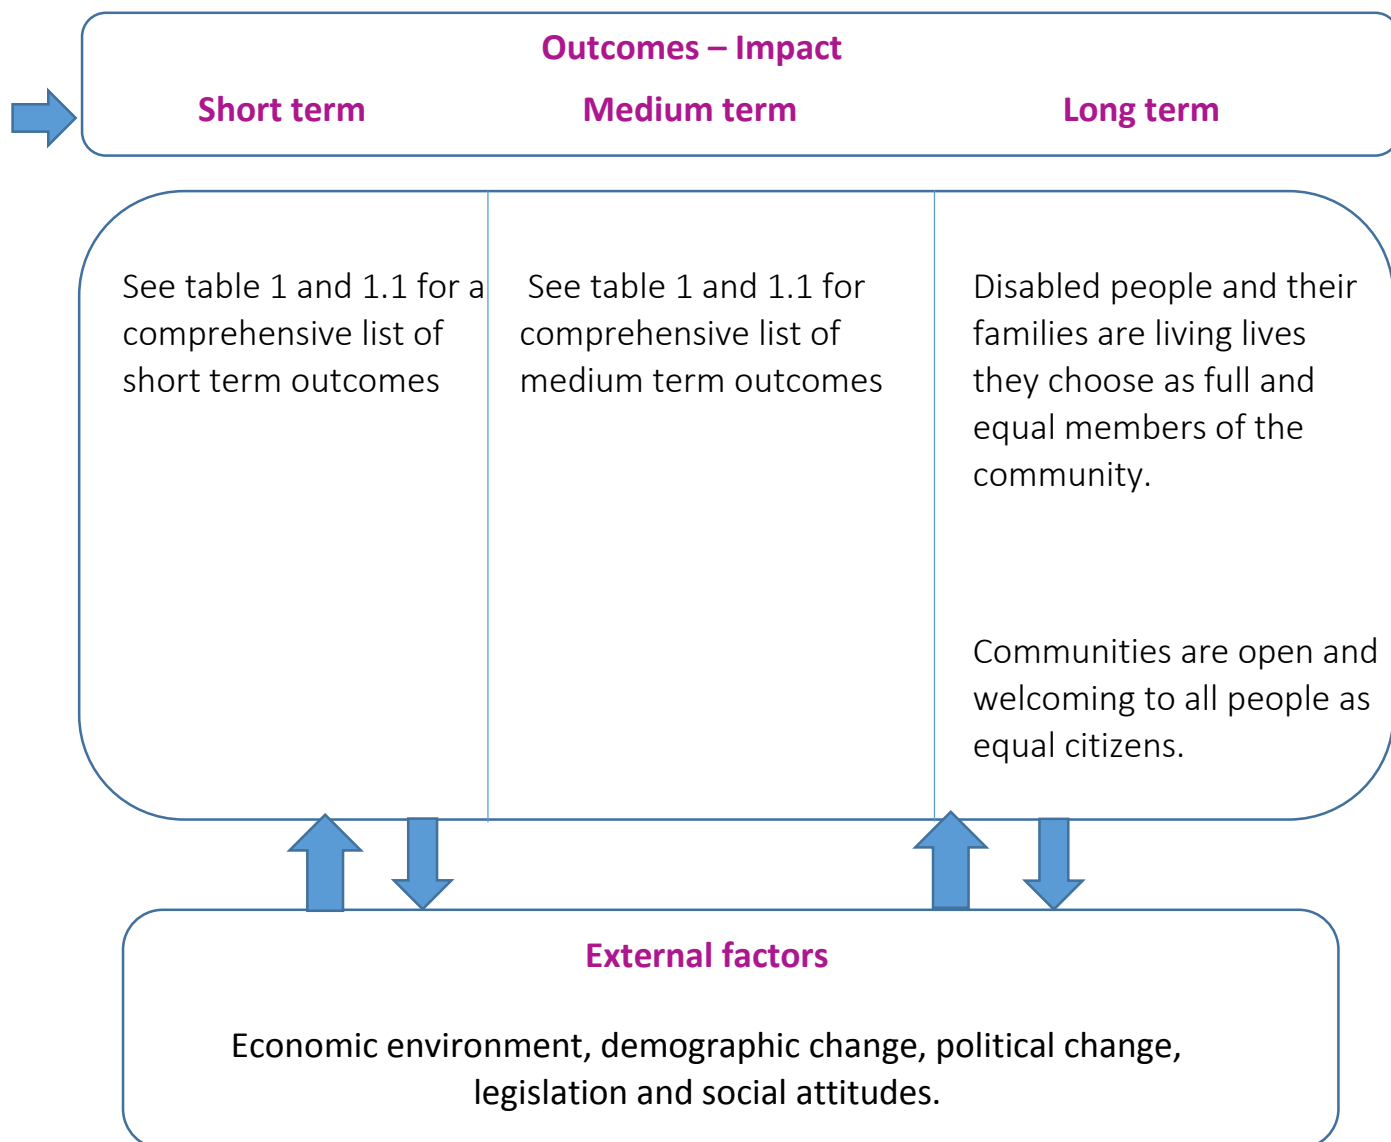 Outcomes – Impact
Short term
Medium term
Long term
See table 1 and 1.1 for a
comprehensive list of
short term outcomes
See table 1 and 1.1 for
comprehensive list of
medium term outcomes
Disabled people and their
families are living lives
they choose as full and
equal members of the
community.
Communities are open and
welcoming to all people as
equal citizens.
External factors
Economic environment, demographic change, political change,
legislation and social attitudes.